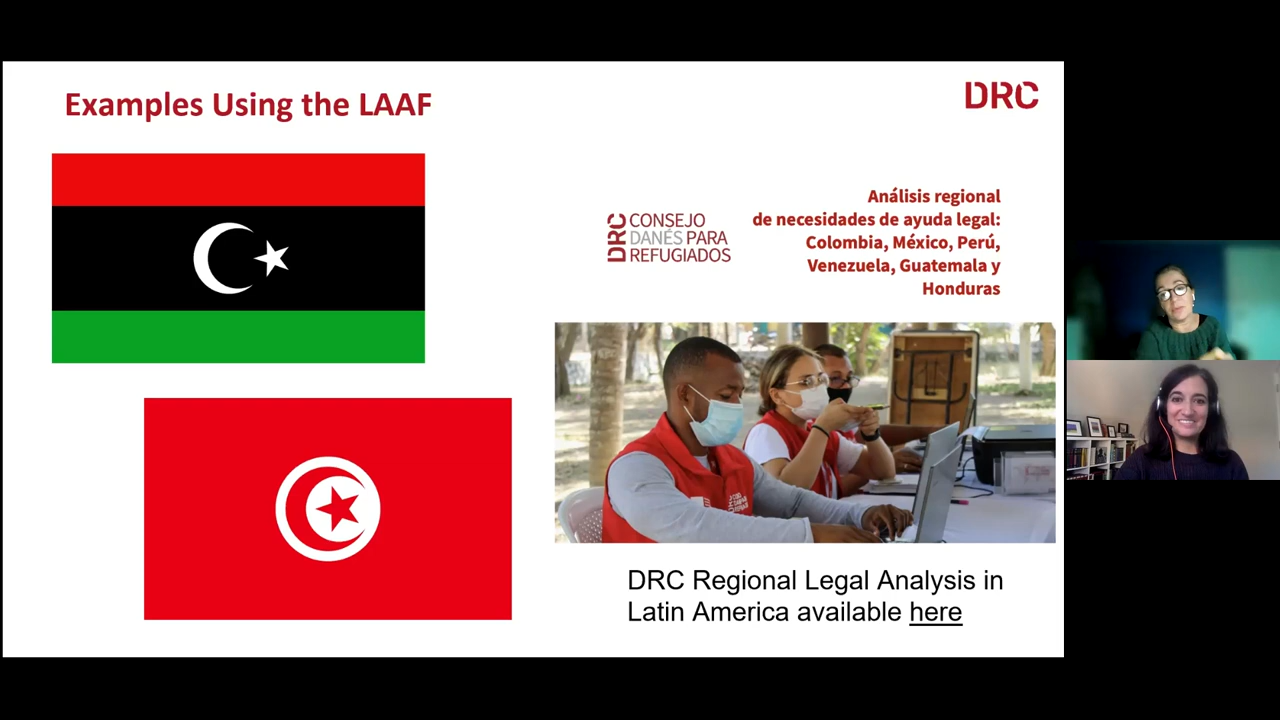 Examples Using the LAAF
DRC
DRC
CONSEJO
DANÉS PARA
REFUGIADOS
Análisis regional
de necesidades de ayuda legal:
Colombia, México, Perú,
Venezuela, Guatemala y
Honduras
DRC Regional Legal Analysis in
Latin America available here